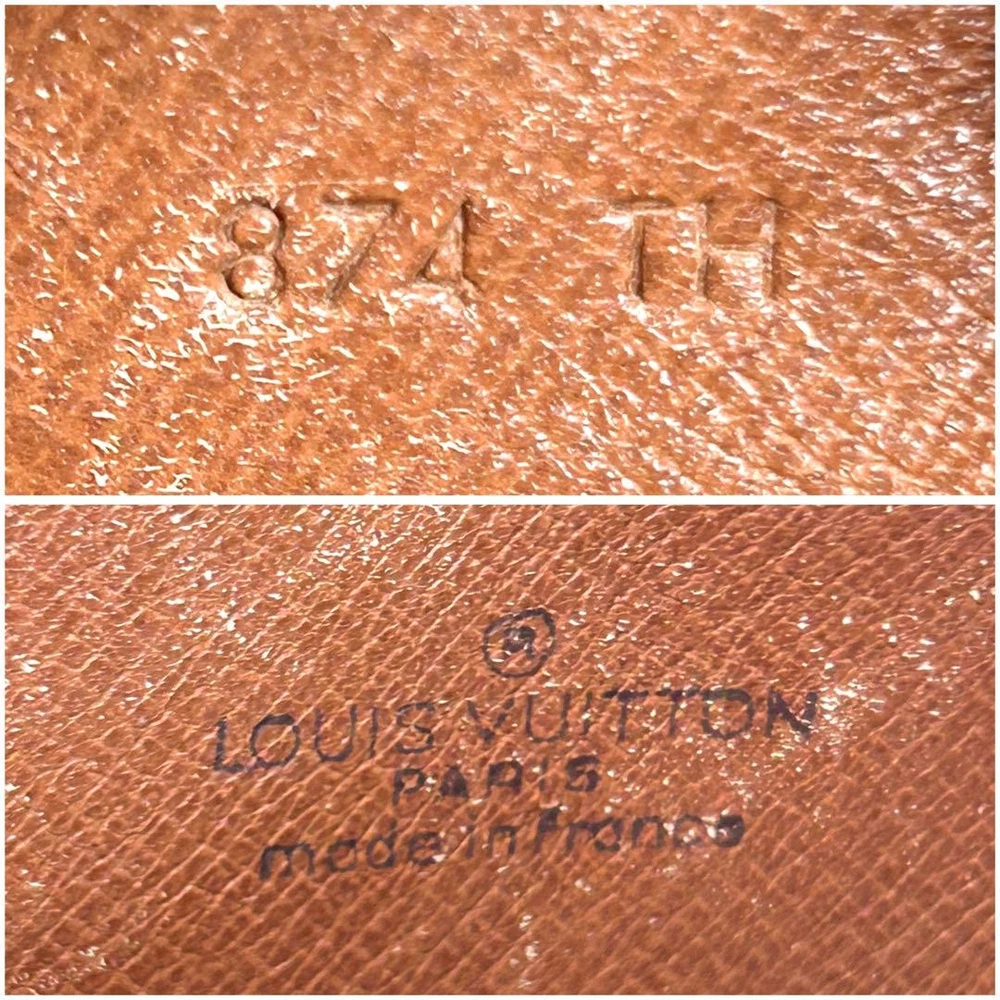 874 TH
®
LOUIS VUITTON
PARIS
made in France